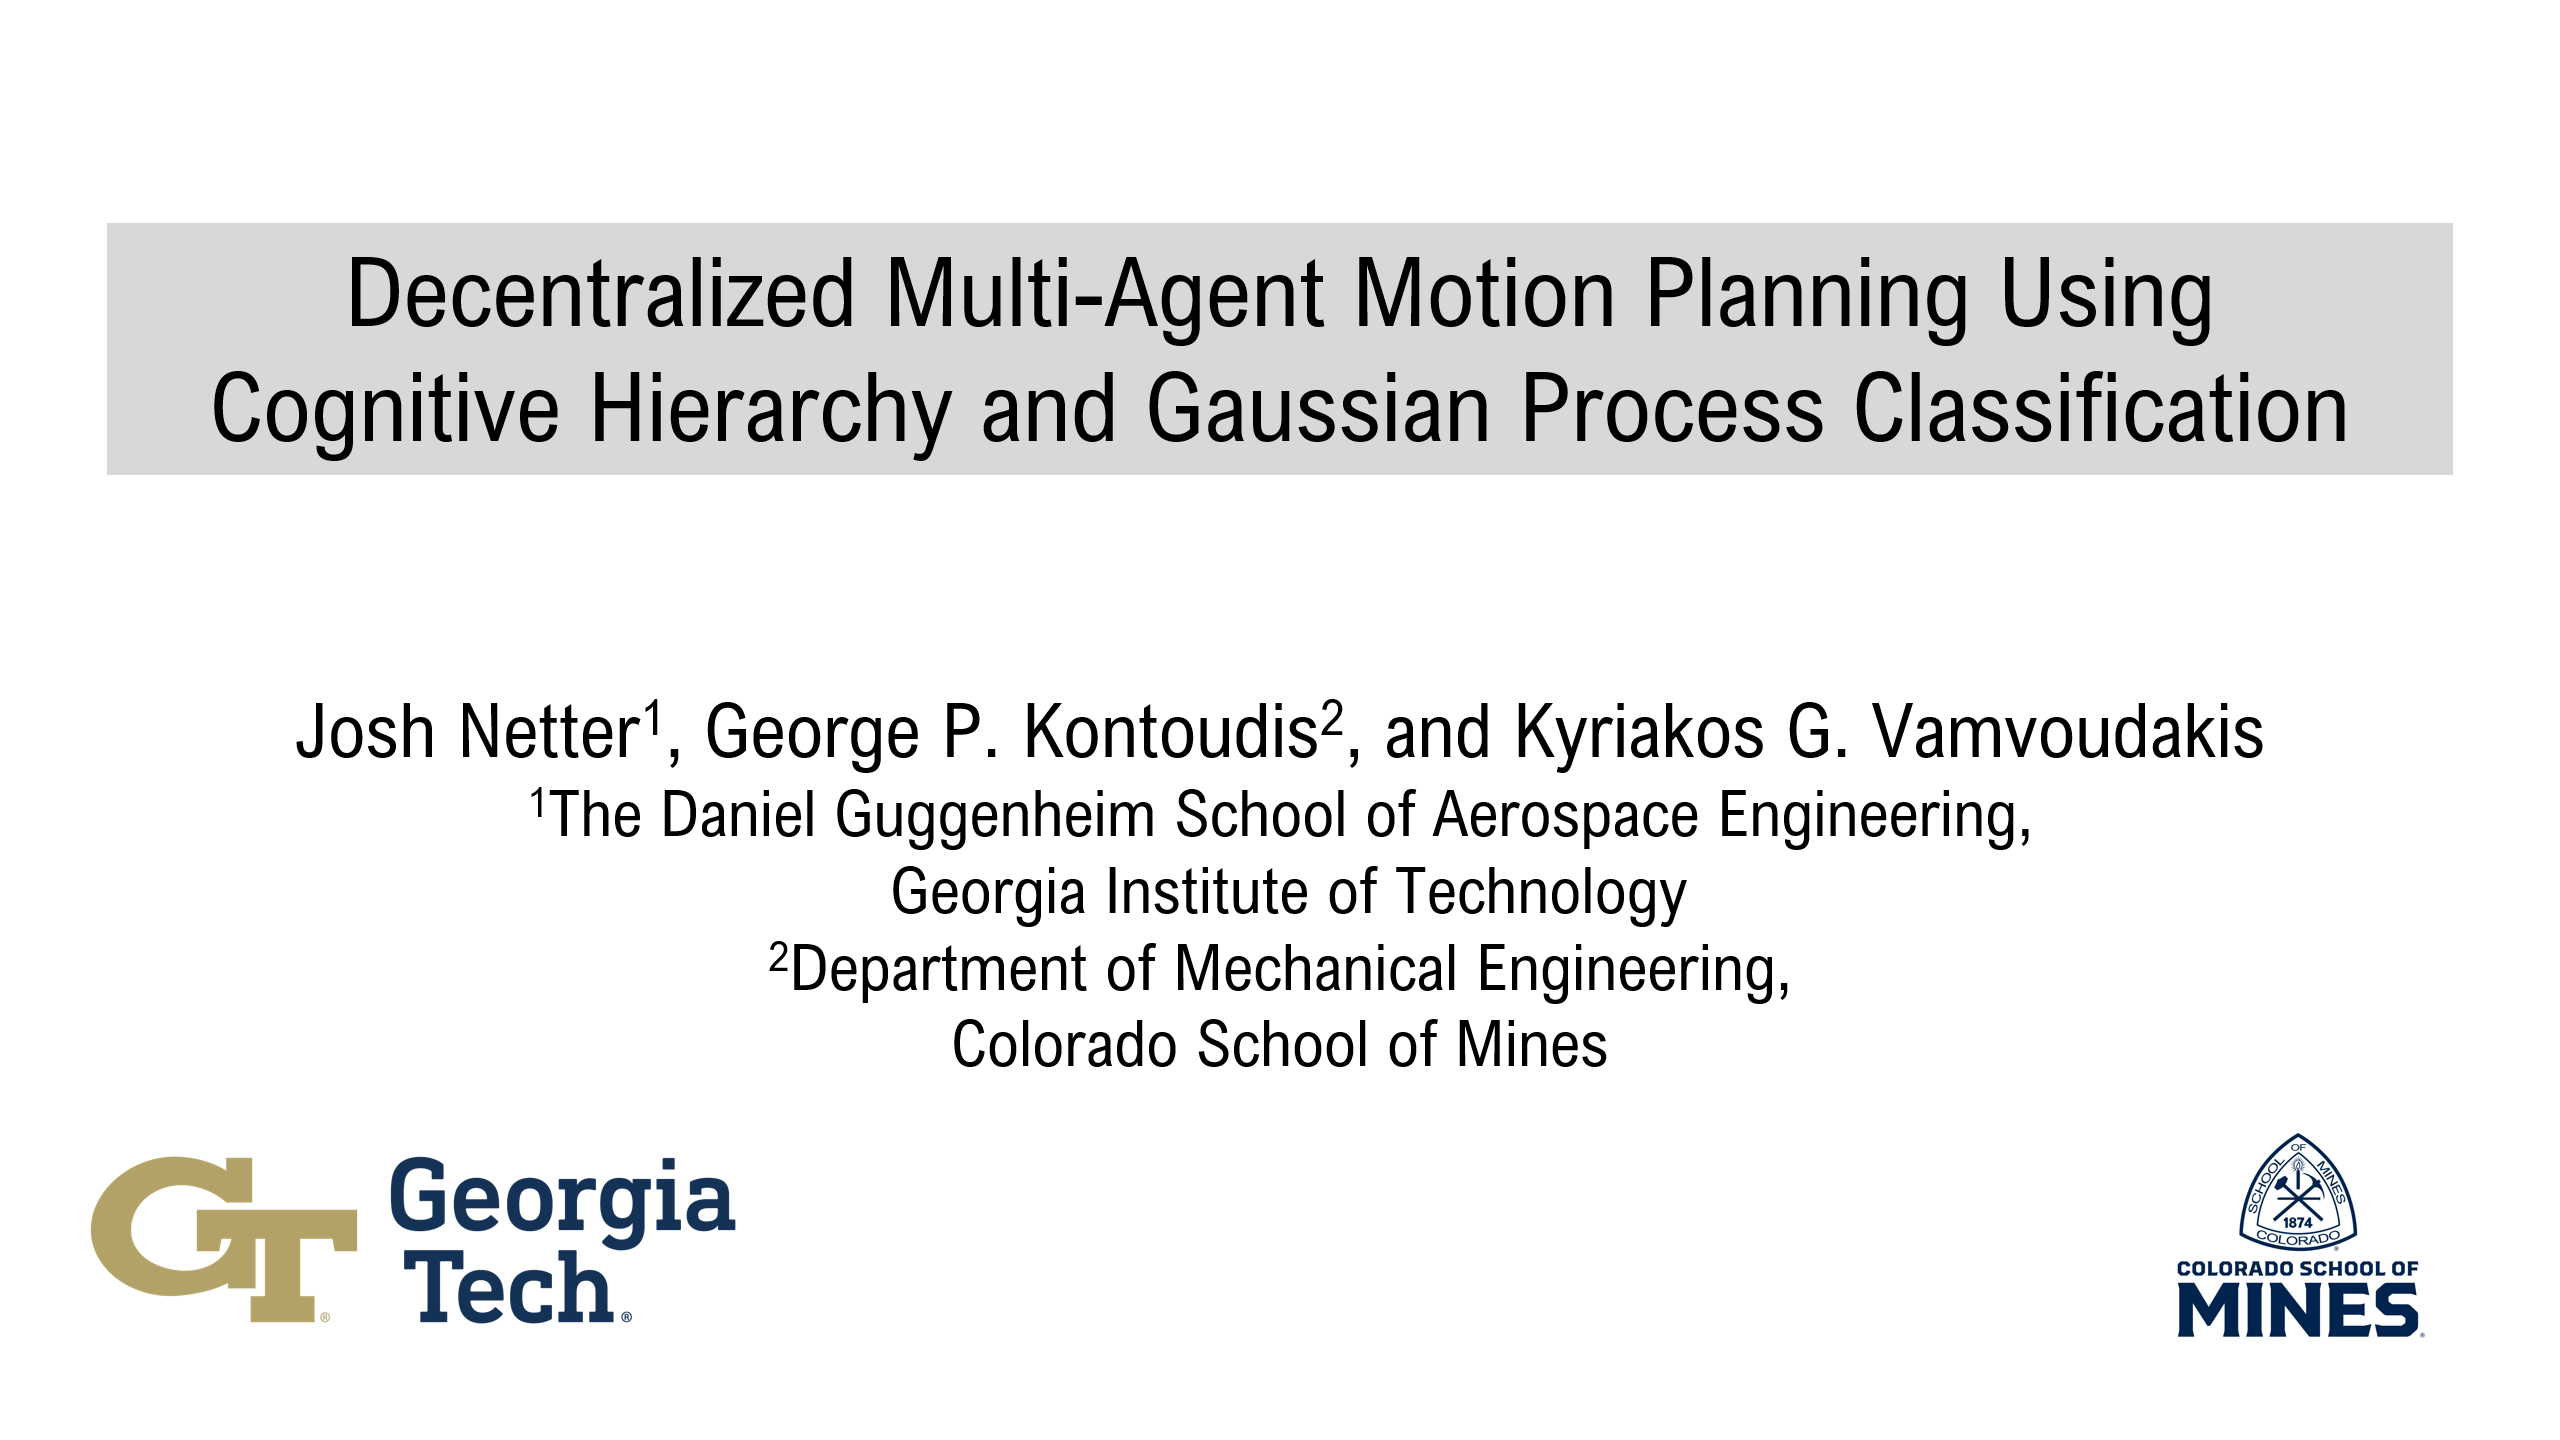 Decentralized Multi-Agent Motion Planning Using
Cognitive Hierarchy and Gaussian Process Classification
Josh Netter¹, George P. Kontoudis², and Kyriakos G. Vamvoudakis
¹The Daniel Guggenheim School of Aerospace Engineering,
Georgia Institute of Technology
²Department of Mechanical Engineering,
Colorado School of Mines
GT®
Georgia
Tech®
SCHOOL OF MINES
1874
COLORADO®
COLORADO SCHOOL OF
MINES®